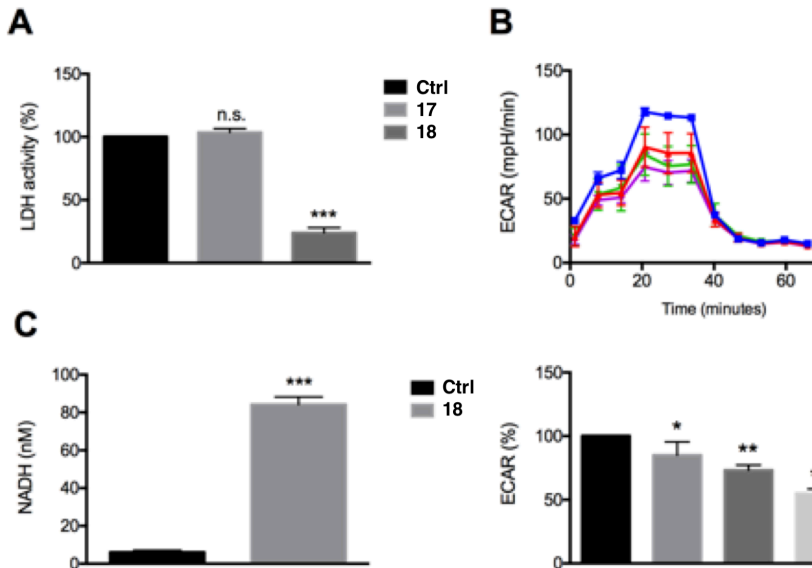 A
LDH activity (%)
150
100
50
0
n.s.
***
Ctrl
17
18
B
ECAR (mpH/min)
150
100
50
0
0 20 40 60
Time (minutes)
C
NADH (nM)
100
80
60
40
20
0
***
Ctrl
18
ECAR (%)
150
100
50
0
*
**